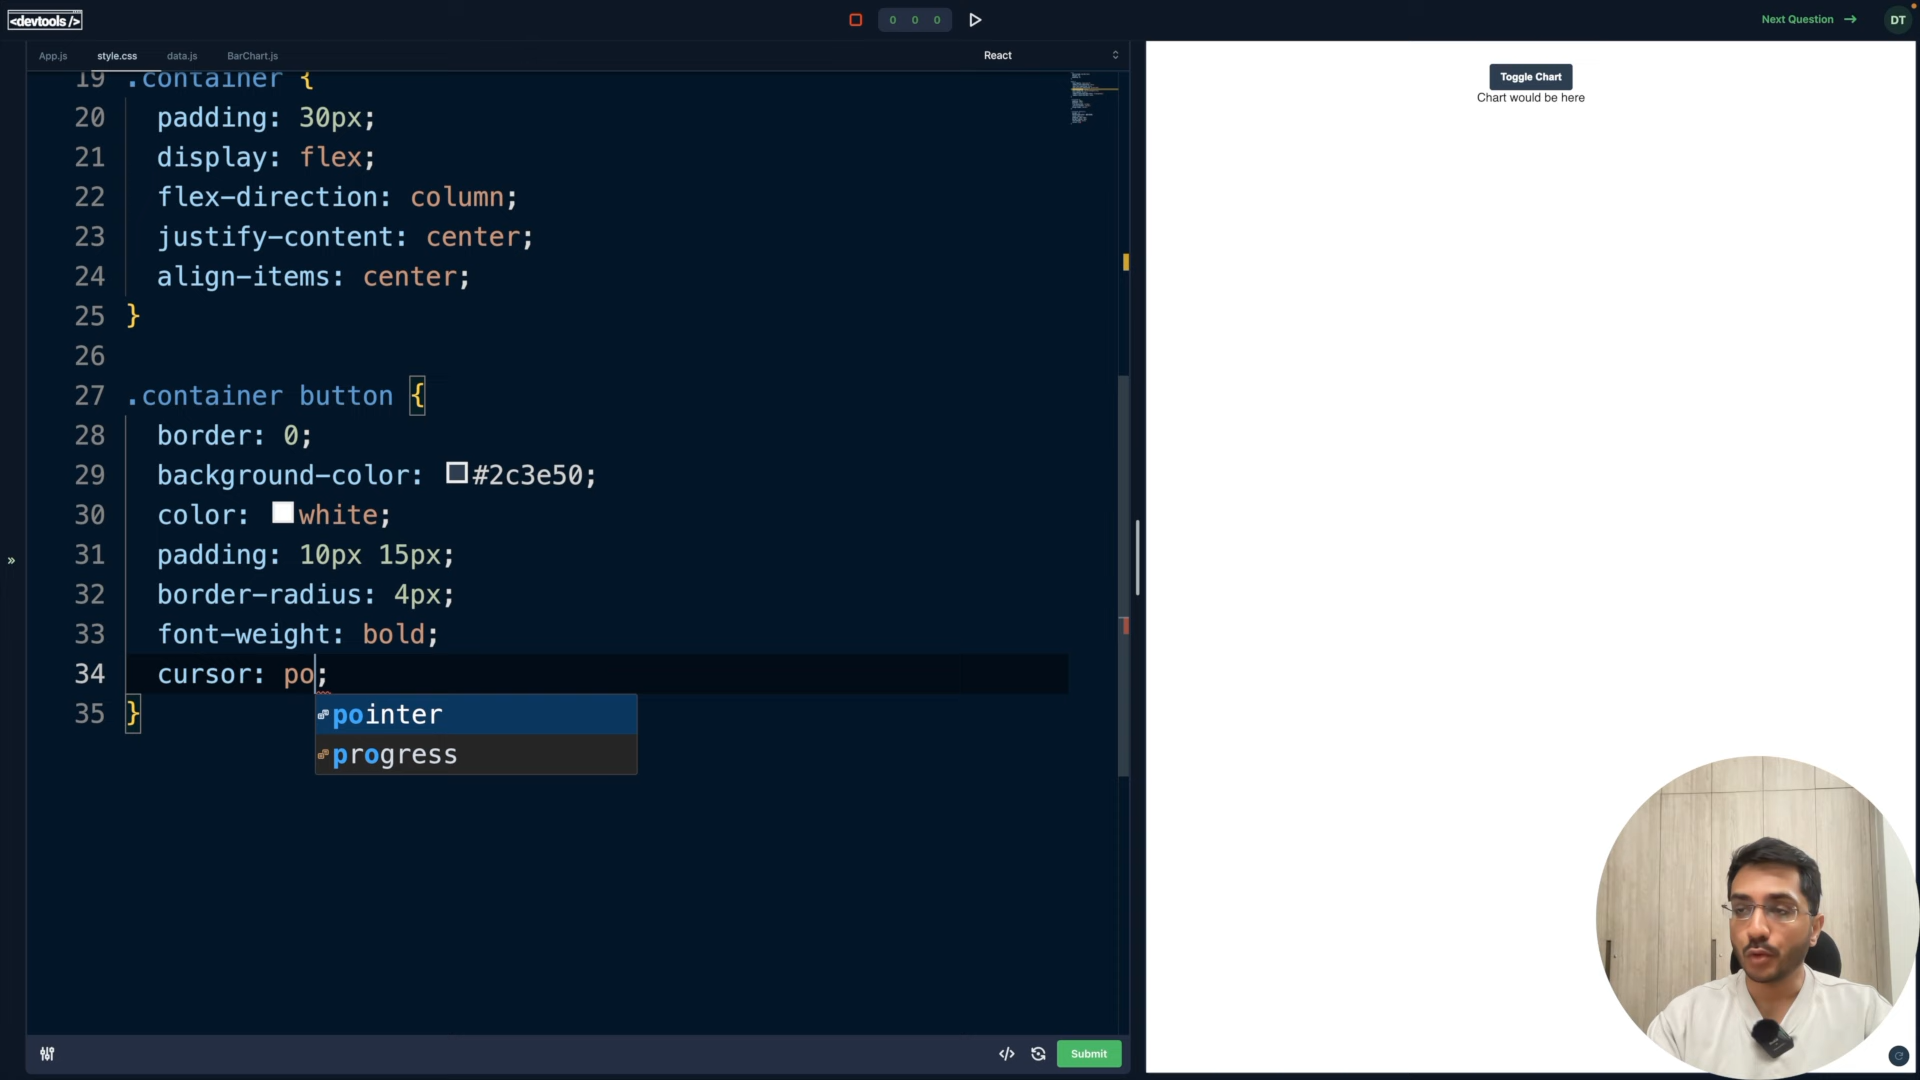 <devtools />
0 0 0
Next Question
DT
App.js
style.css
data.js
BarChart.js
React
19 .container {
20 padding: 30px;
21 display: flex;
22 flex-direction: column;
23 justify-content: center;
24 align-items: center;
25 }
26
27 .container button {
28 border: 0;
29 background-color: #2c3e50;
30 color: white;
31 padding: 10px 15px;
32 border-radius: 4px;
33 font-weight: bold;
34 cursor: po;
35 }
pointer
progress
Toggle Chart
Chart would be here
Submit